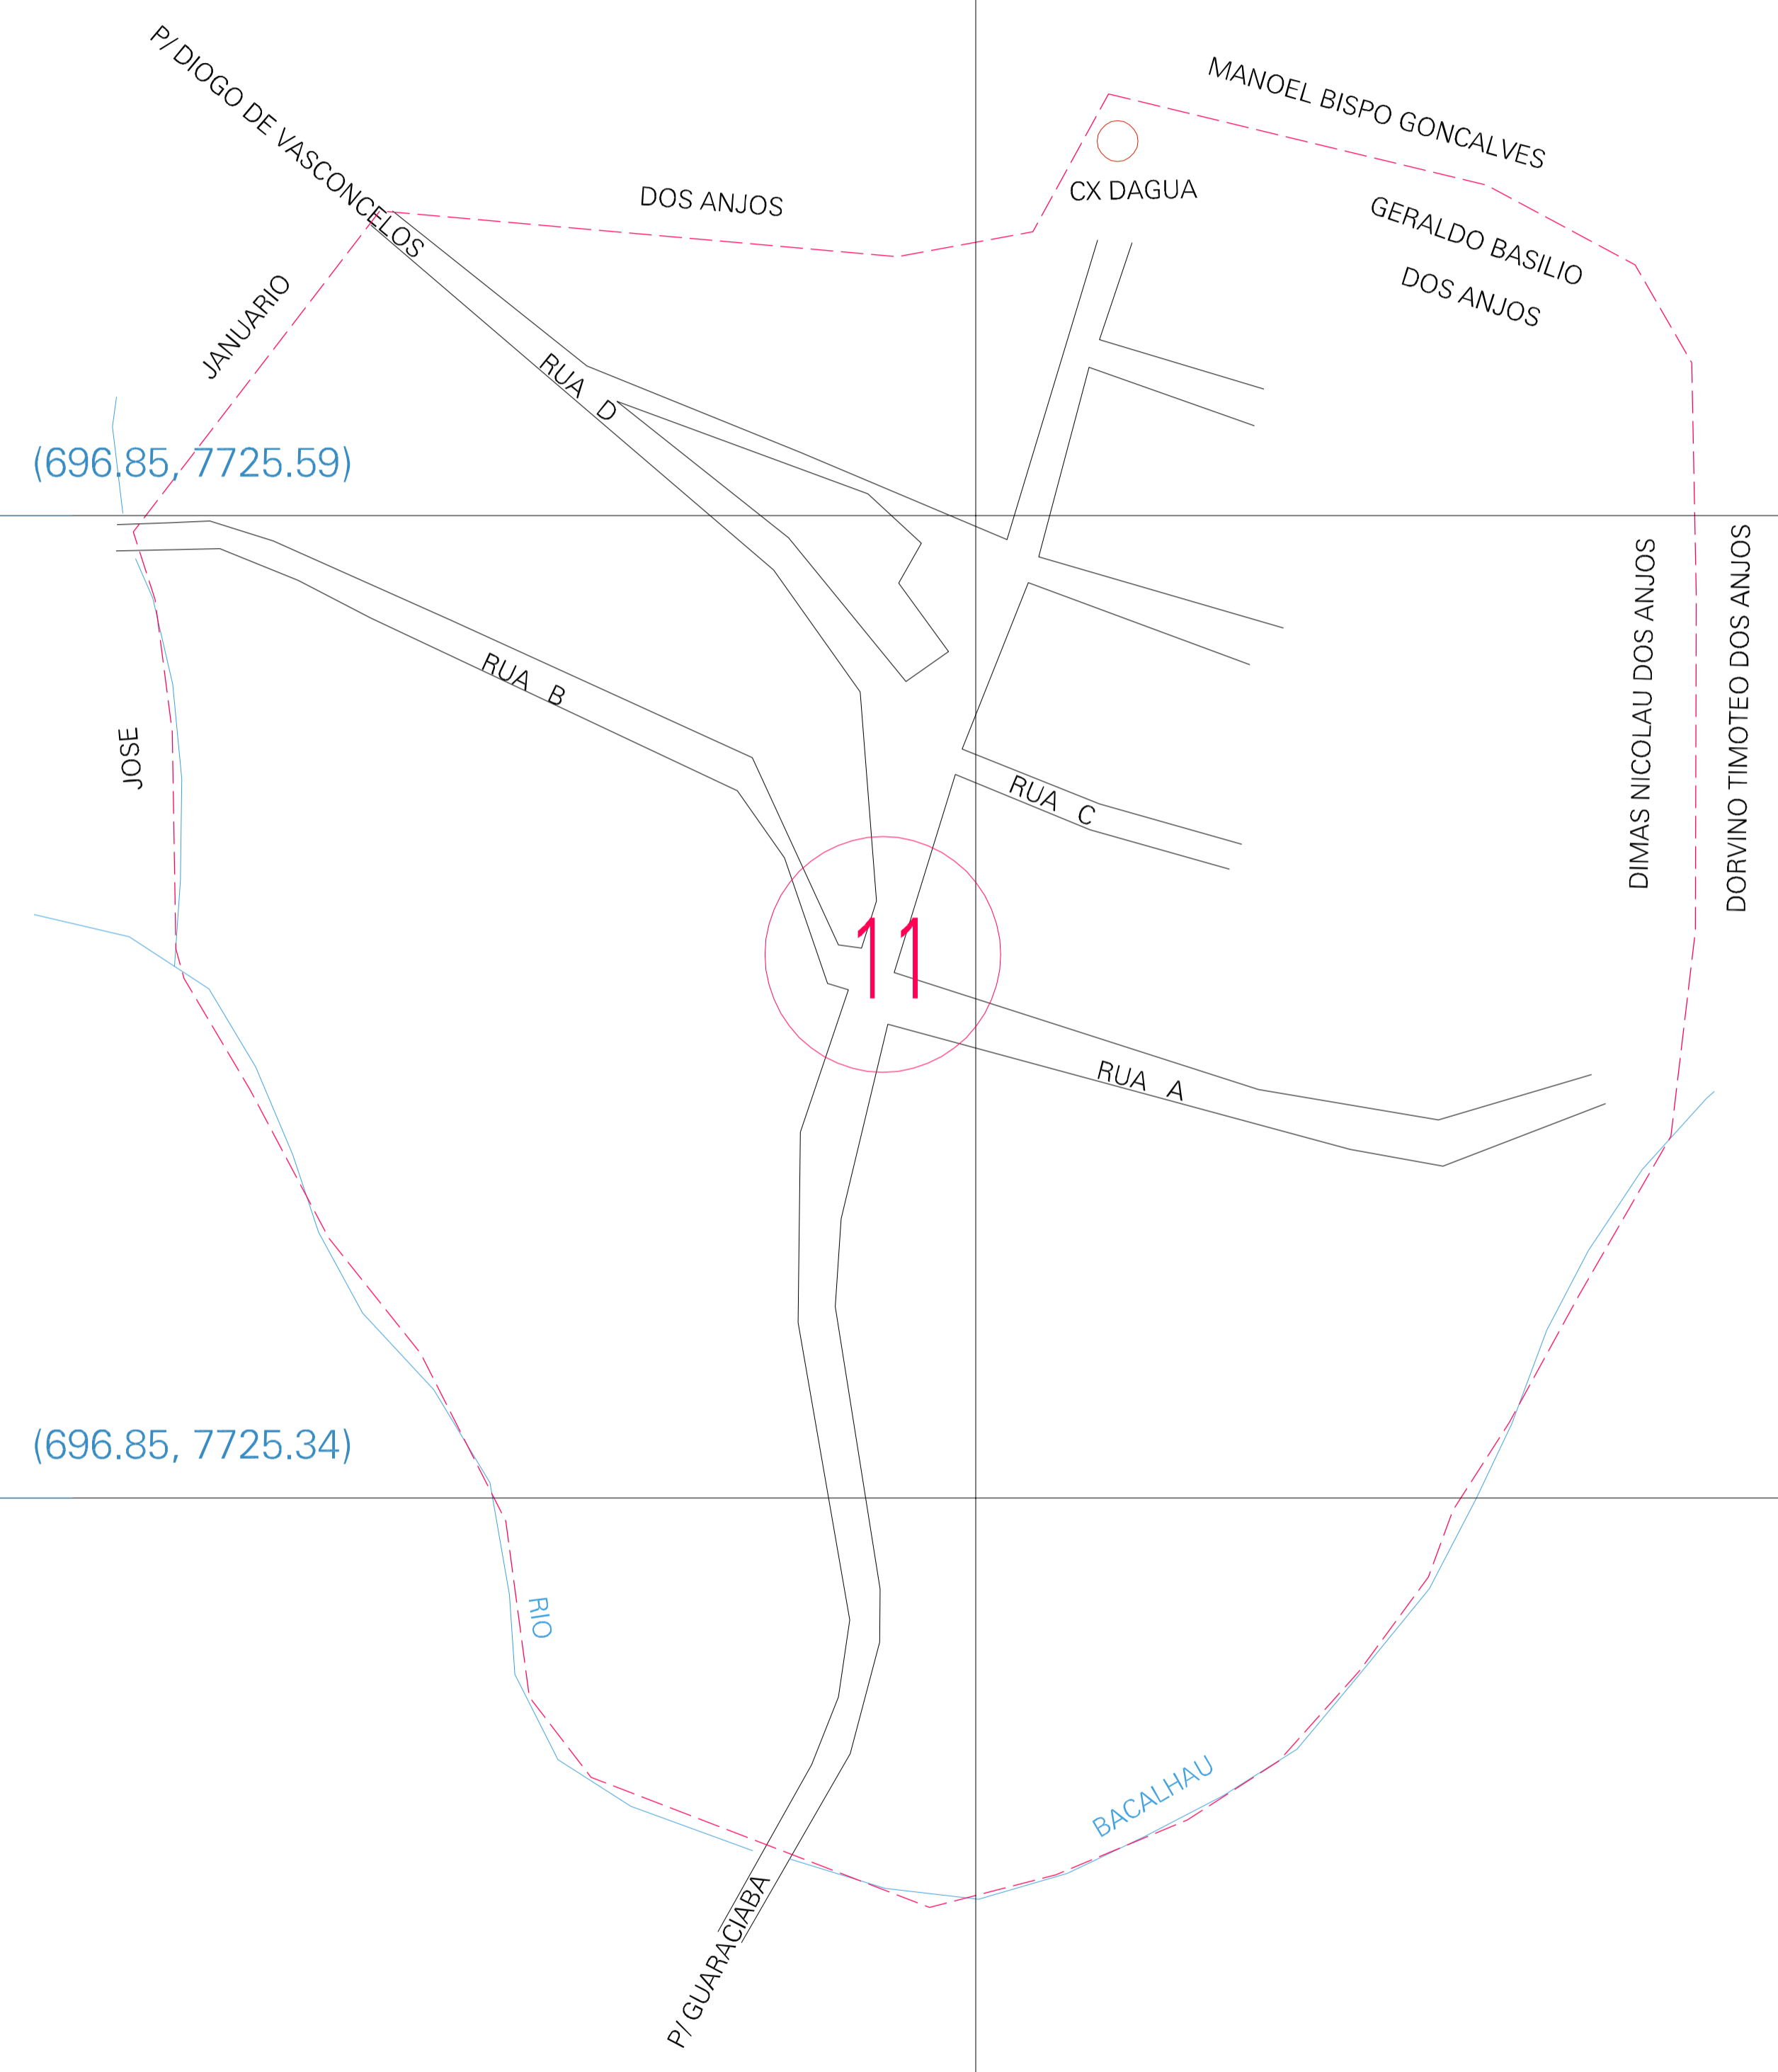 P/ DIOGO DE VASCONCELOS
MANOEL BISPO GONCALVES
DOS ANJOS
CX DAGUA
GERALDO BASILIO
DOS ANJOS
JANUARIO
RUA D
(696.85, 7725.59)
DIMAS NICOLAU DOS ANJOS
DORVINO TIMOTEO DOS ANJOS
RUA B
JOSE
RUA C
11
RUA A
(696.85, 7725.34)
RIO
BACALHAU
P/ GUARACIABA